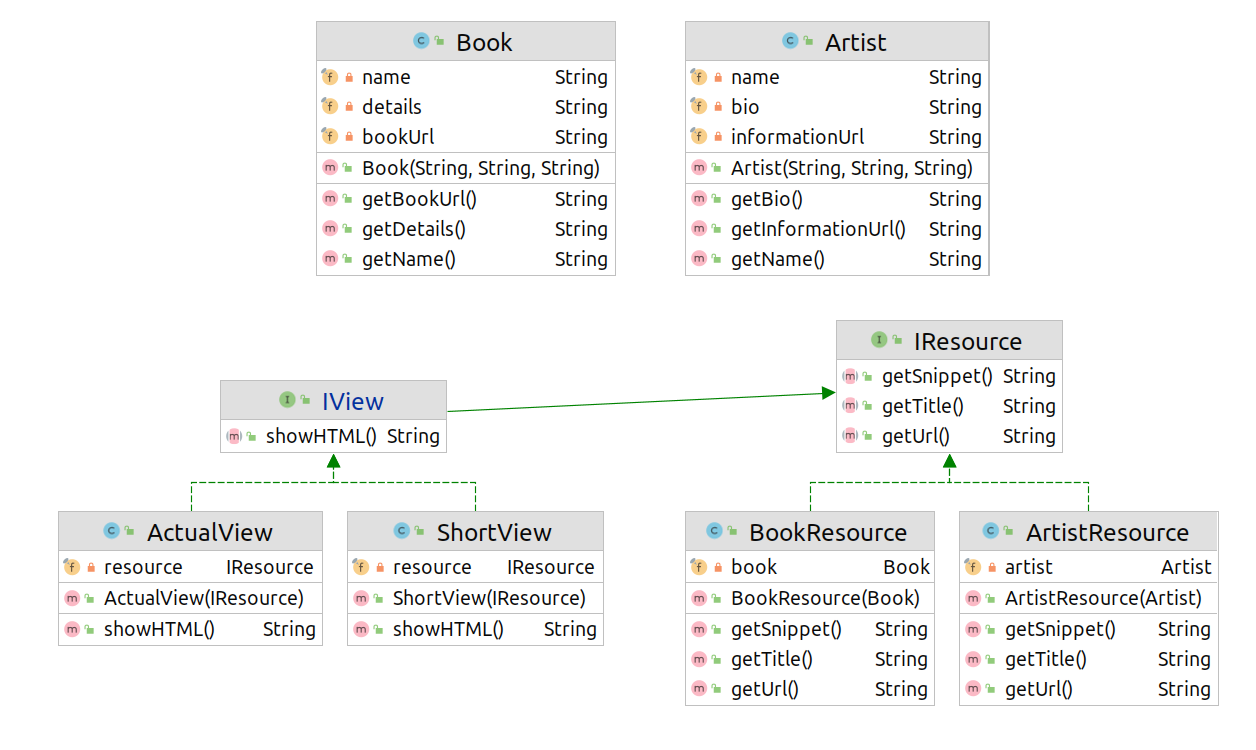 Book
name String
details String
bookUrl String
Book(String, String, String)
getBookUrl() String
getDetails() String
getName() String
Artist
name String
bio String
informationUrl String
Artist(String, String, String)
getBio() String
getInformationUrl() String
getName() String
IResource
getSnippet() String
getTitle() String
getUrl() String
IView
showHTML() String
ActualView
resource IResource
ActualView(IResource)
showHTML() String
ShortView
resource IResource
ShortView(IResource)
showHTML() String
BookResource
book Book
BookResource(Book)
getSnippet() String
getTitle() String
getUrl() String
ArtistResource
artist Artist
ArtistResource(Artist)
getSnippet() String
getTitle() String
getUrl() String